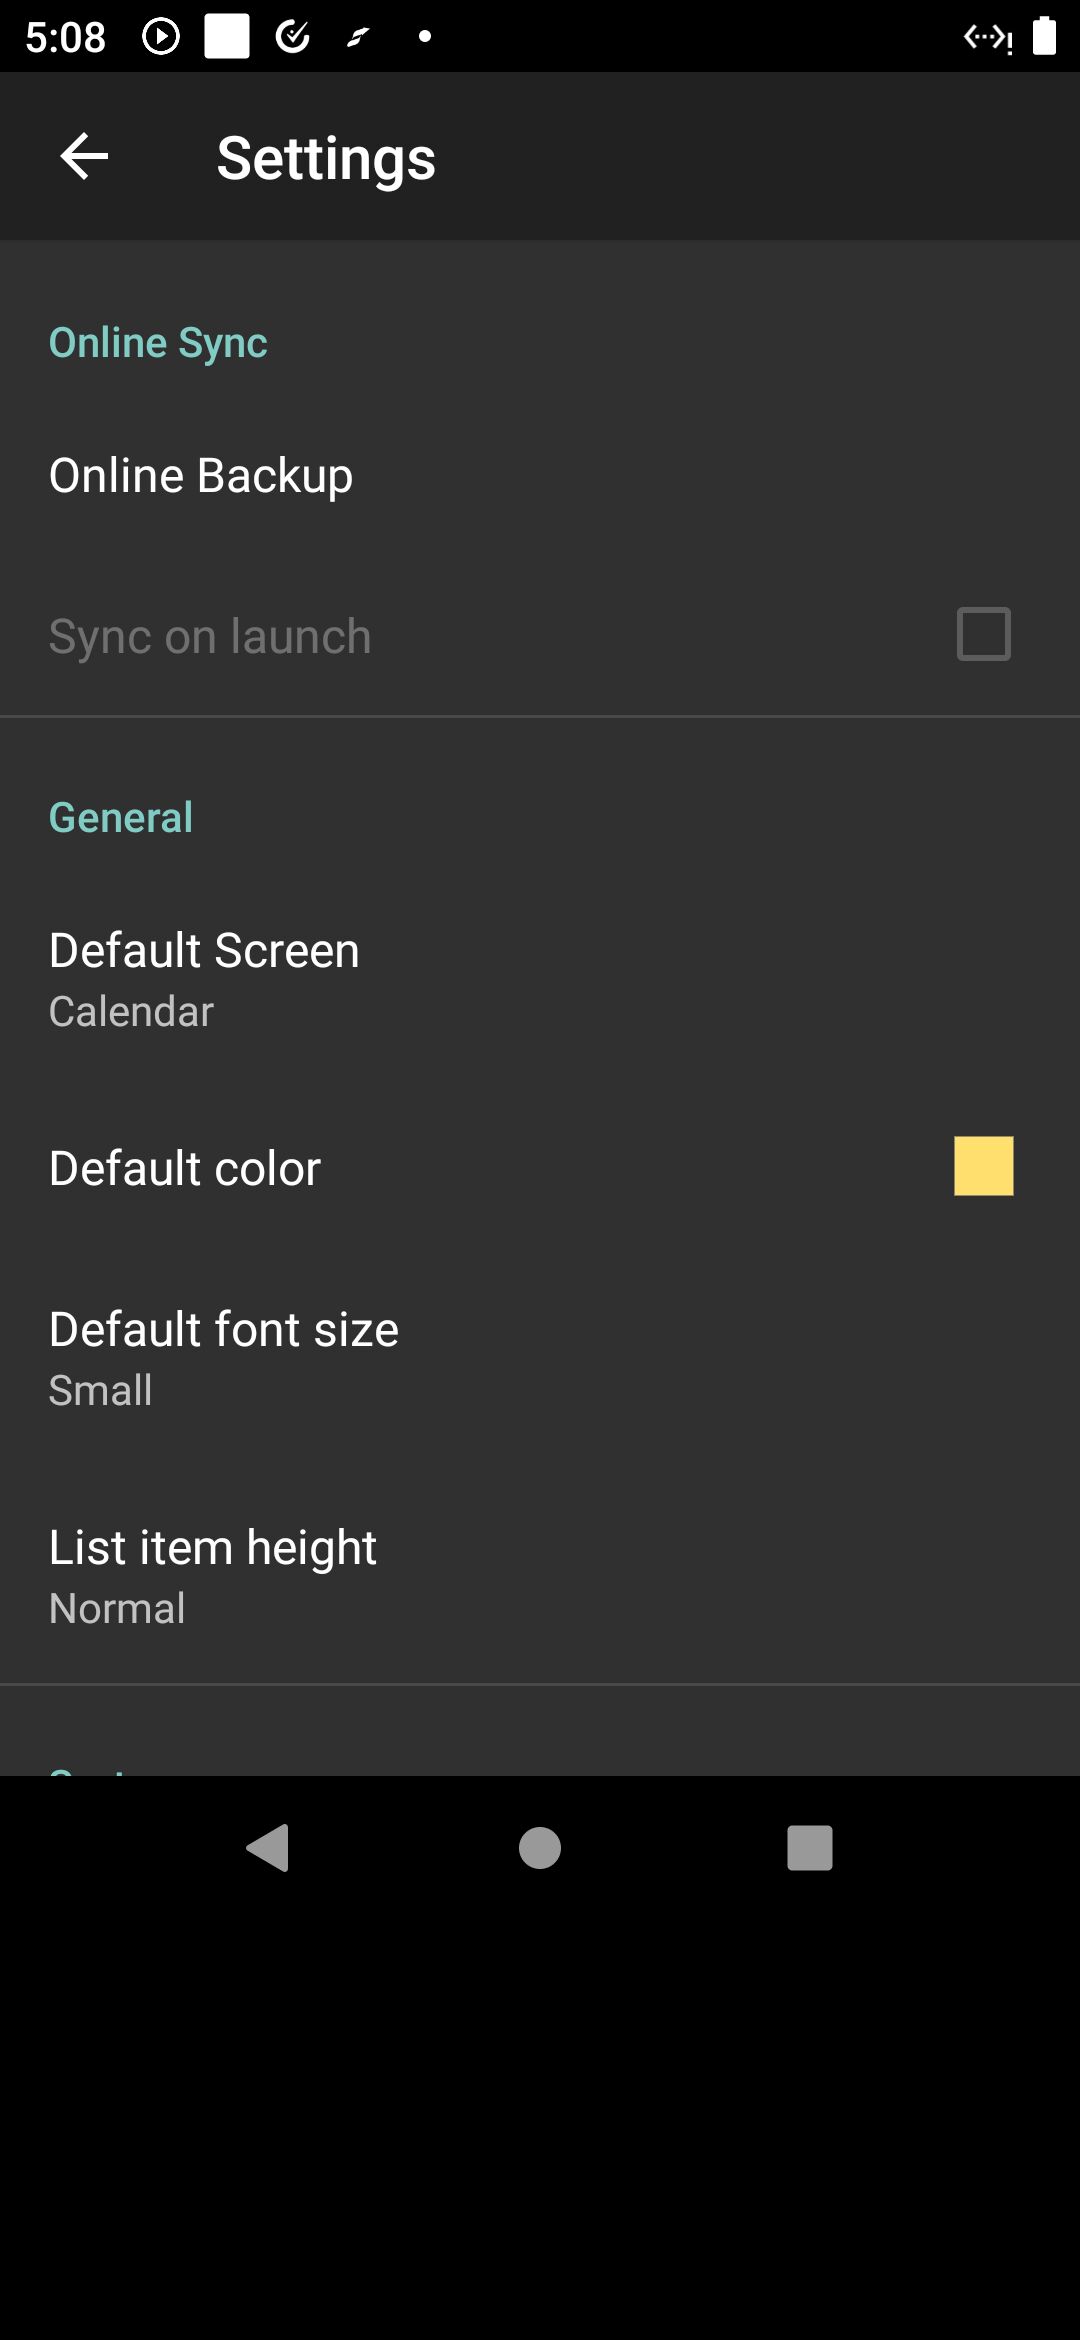 5:08
Settings
Online Sync
Online Backup
Sync on launch
General
Default Screen
Calendar
Default color
Default font size
Small
List item height
Normal